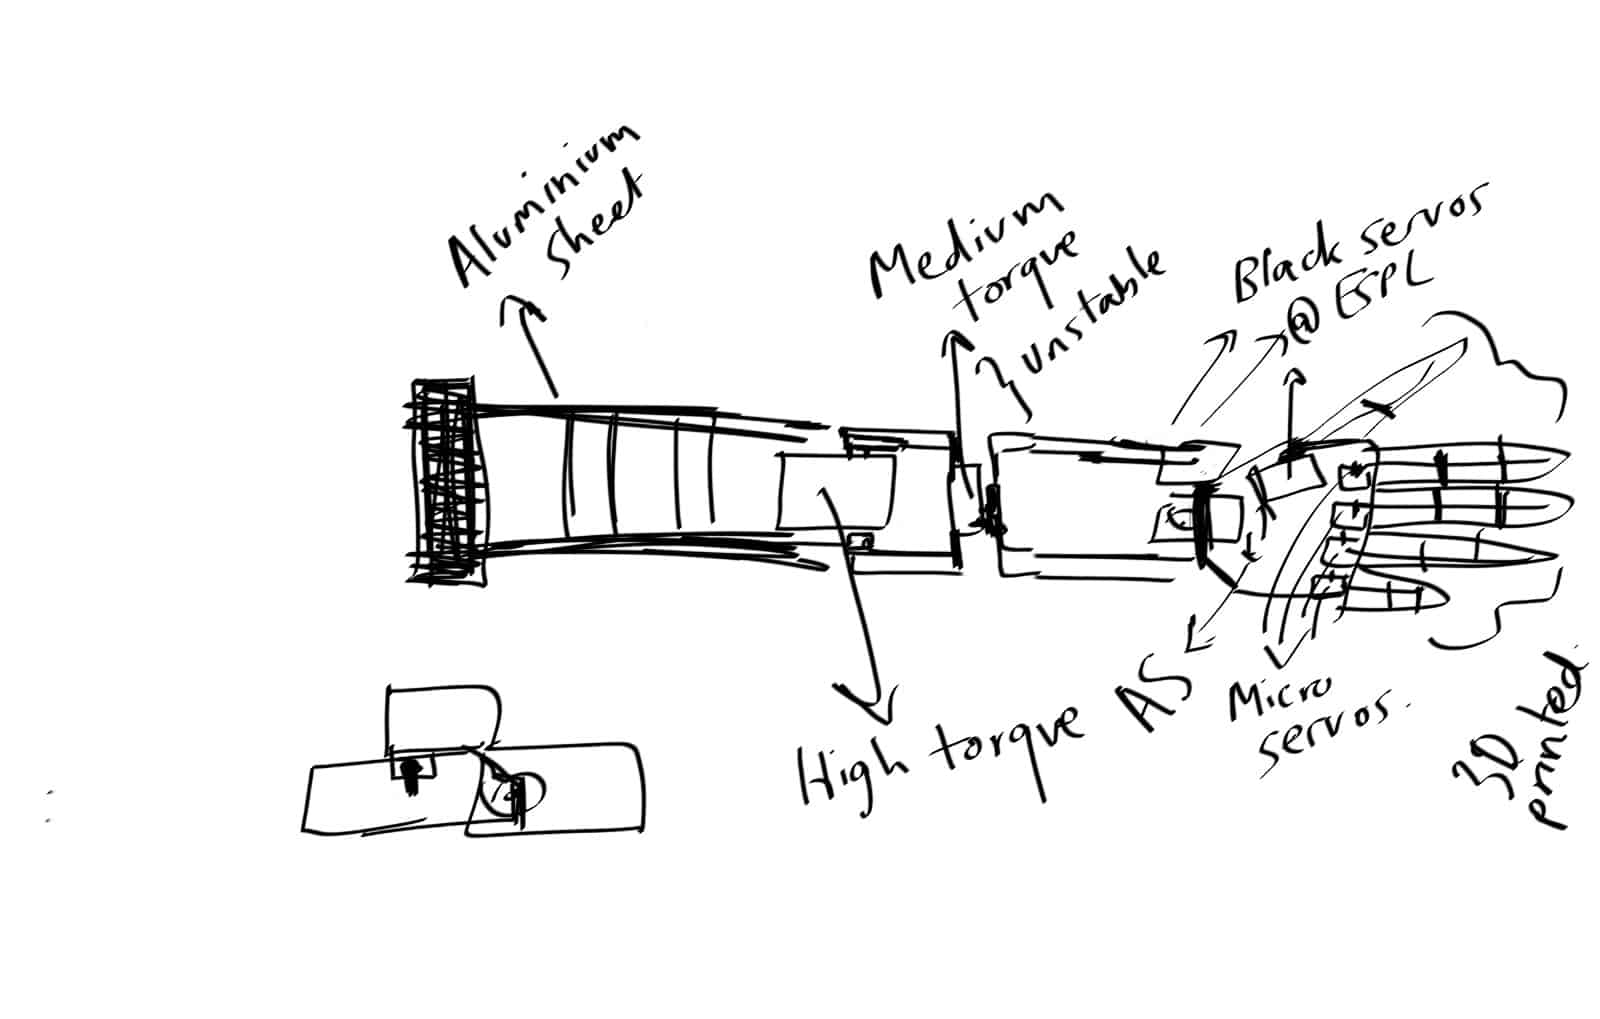 Aluminium
sheet
Medium
torque
unstable
Black servos
@ ESPL
High torque
AS
Micro
servos.
3D
printed